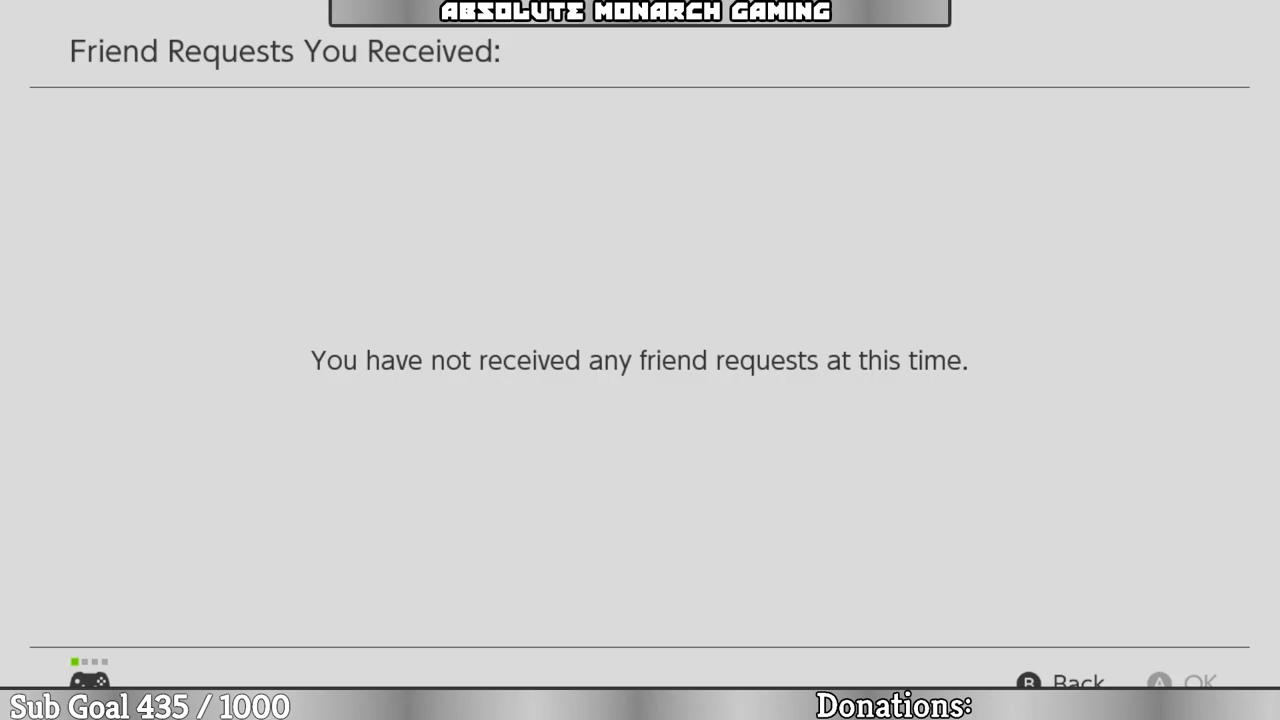 ABSOLUTE MONARCH GAMING
Friend Requests You Received:
You have not received any friend requests at this time.
B Back A OK
Sub Goal 435 / 1000 Donations: